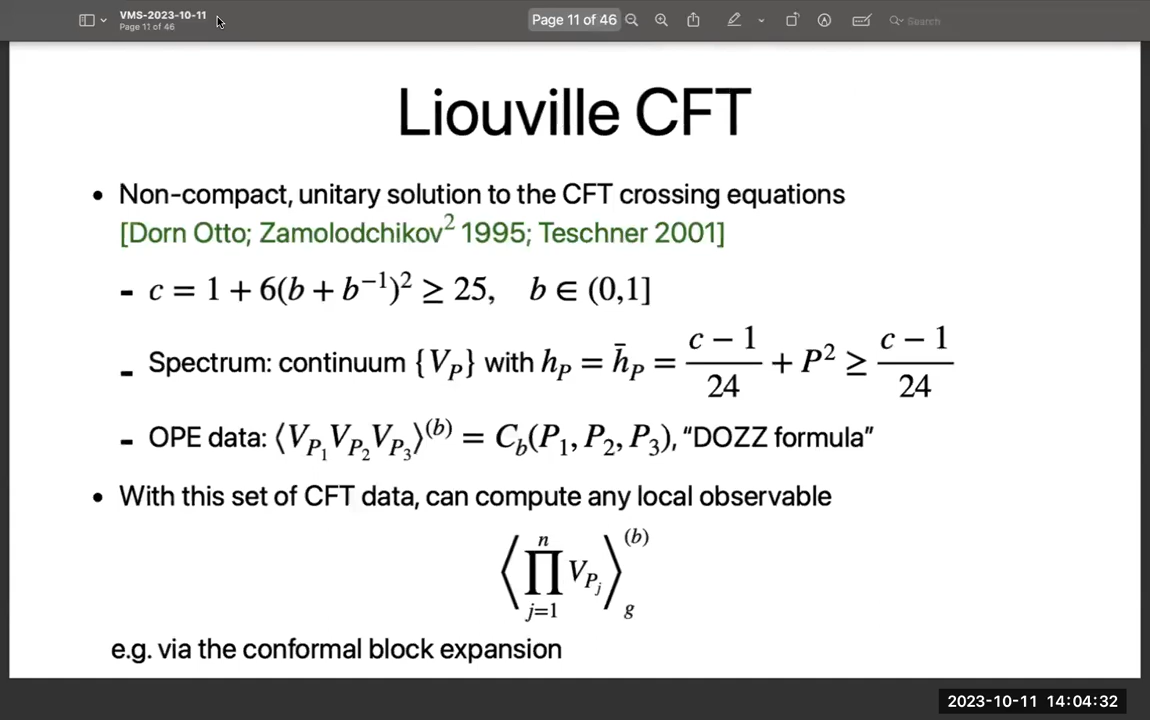 VMS-2023-10-11
Page 11 of 46
Page 11 of 46
Search
Liouville CFT
• Non-compact, unitary solution to the CFT crossing equations
[Dorn Otto; Zamolodchikov² 1995; Teschner 2001]
- c = 1 + 6(b + b⁻¹)² ≥ 25, b ∈ (0,1]
- Spectrum: continuum {V_P} with h_P = h̄_P = (c − 1)/24 + P² ≥ (c − 1)/24
- OPE data: ⟨V_{P_1} V_{P_2} V_{P_3}⟩^{(b)} = C_b(P_1, P_2, P_3), “DOZZ formula”
• With this set of CFT data, can compute any local observable
⟨∏_{j=1}^{n} V_{P_j}⟩_g^{(b)}
e.g. via the conformal block expansion
2023-10-11 14:04:32